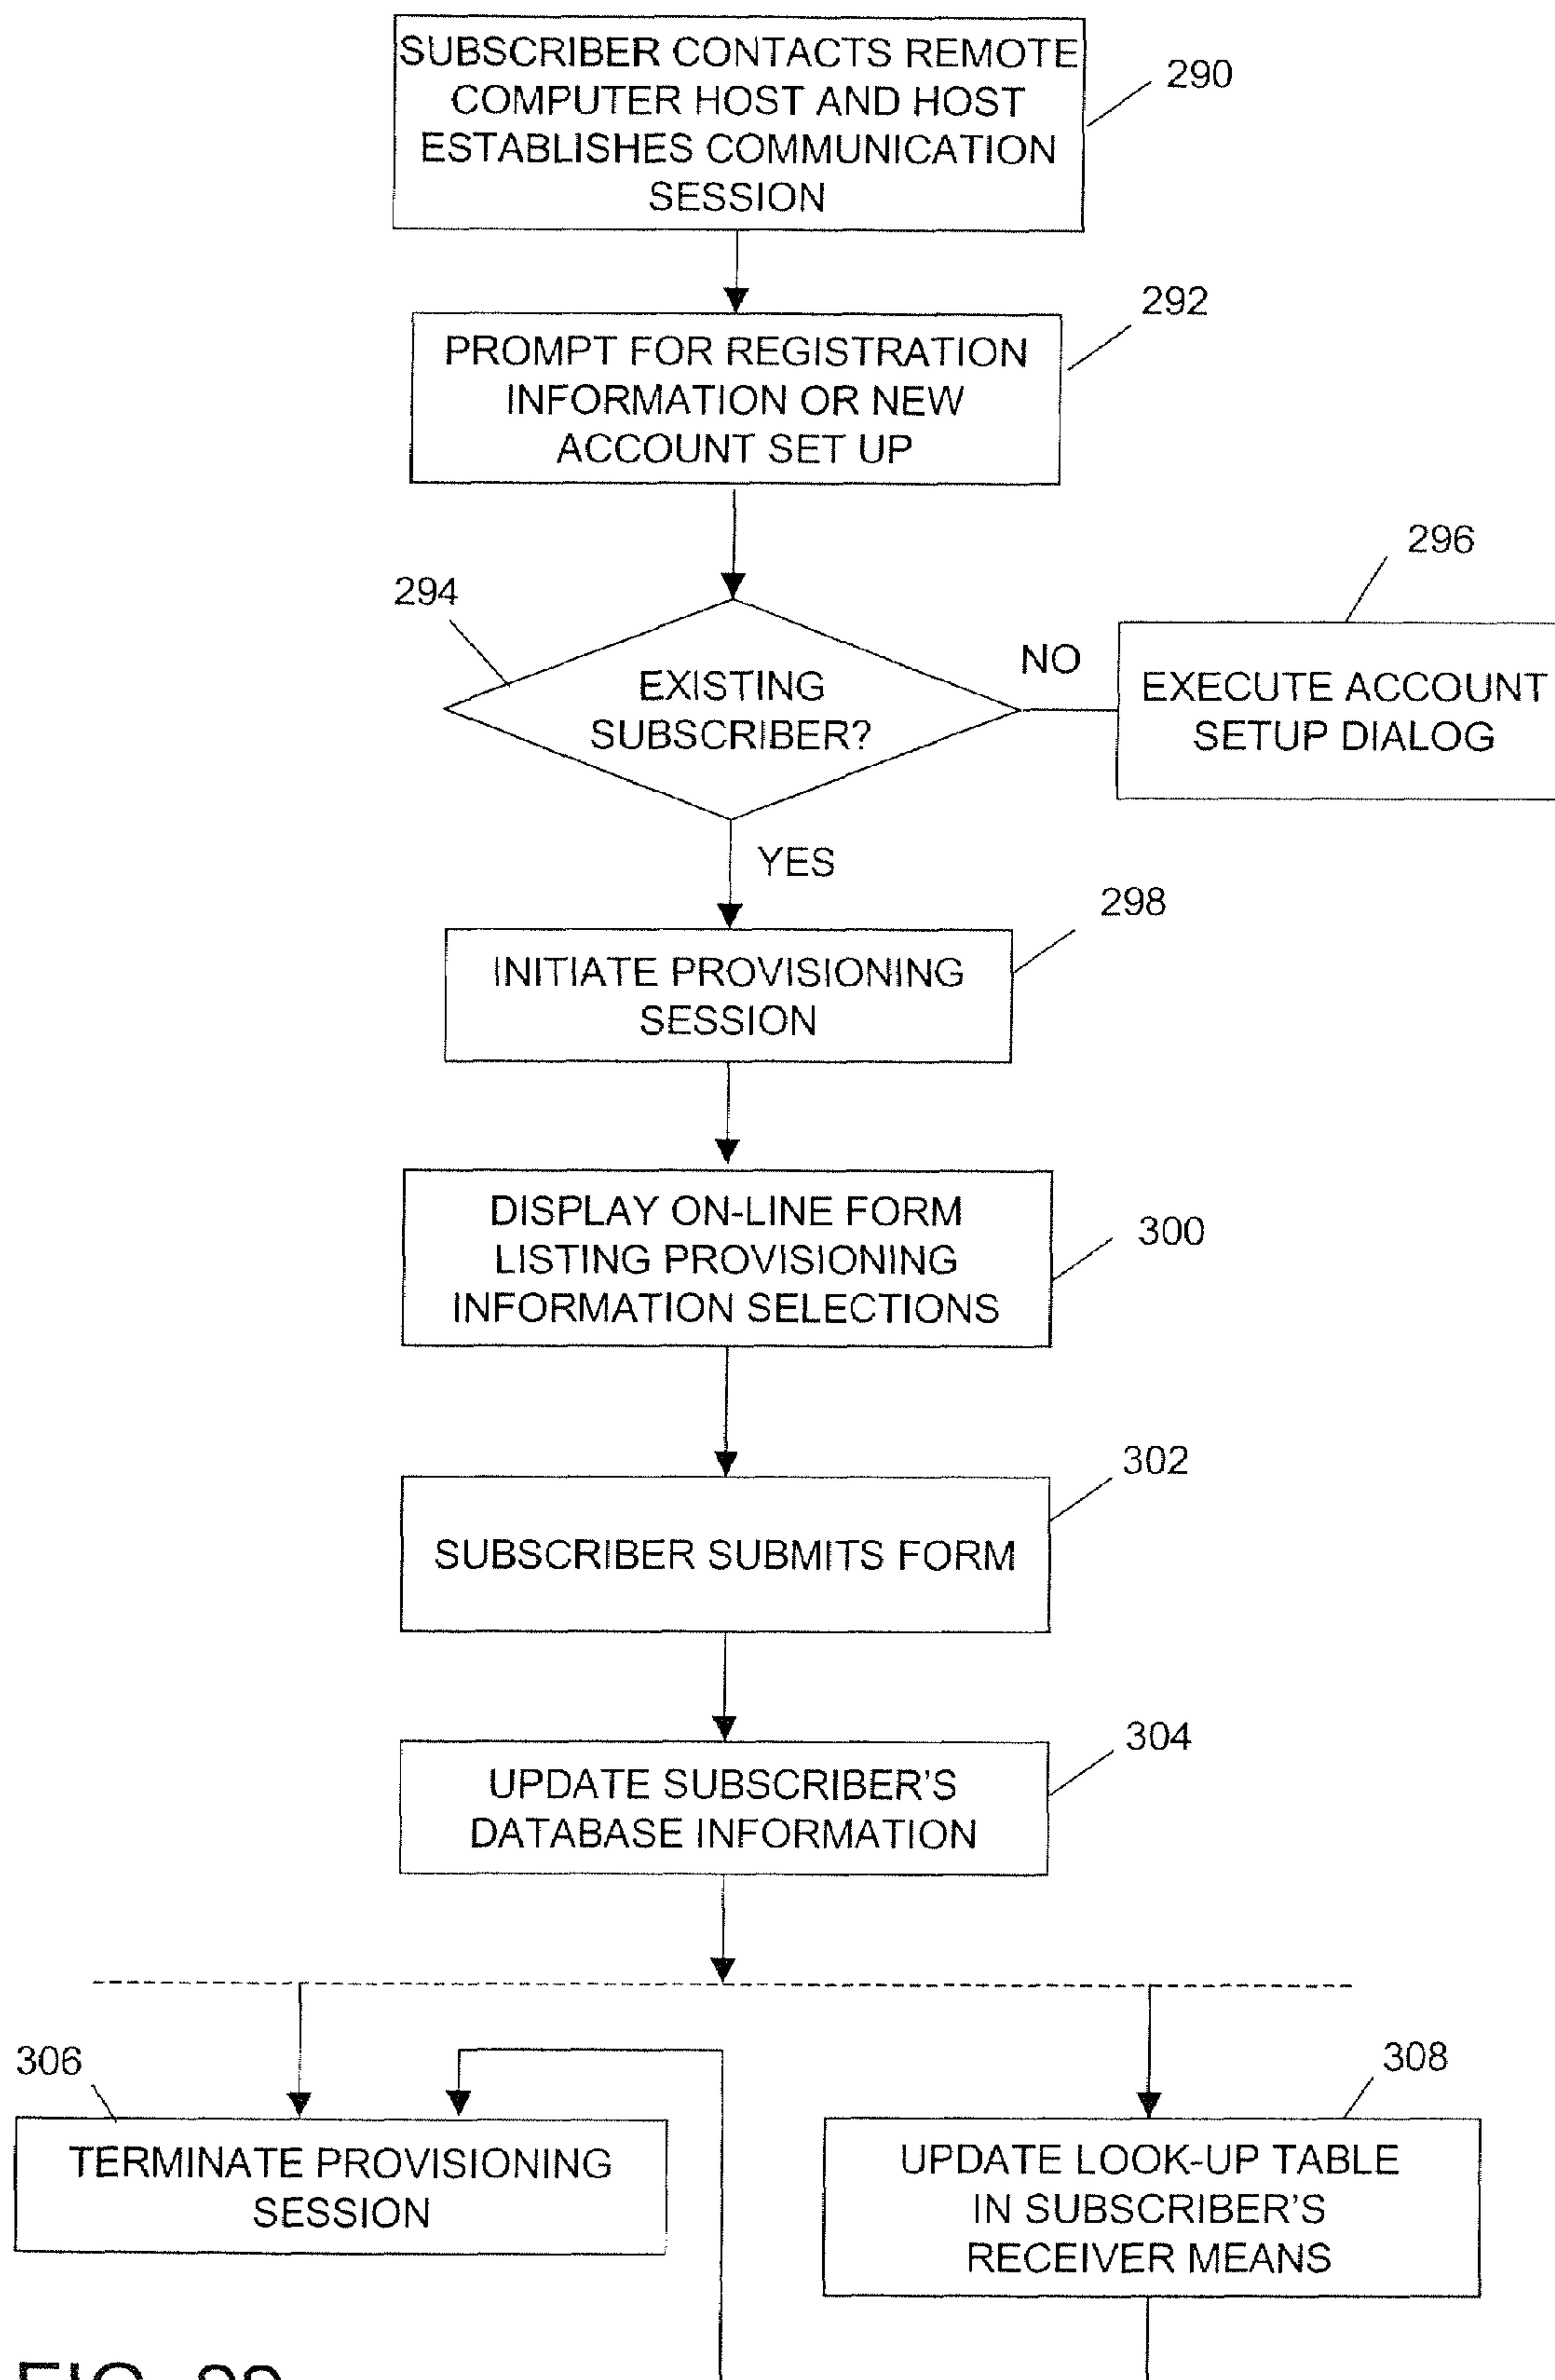 SUBSCRIBER CONTACTS REMOTE
COMPUTER HOST AND HOST
ESTABLISHES COMMUNICATION
SESSION
290
292
PROMPT FOR REGISTRATION
INFORMATION OR NEW
ACCOUNT SET UP
296
294
EXISTING
SUBSCRIBER?
NO
EXECUTE ACCOUNT
SETUP DIALOG
YES
298
INITIATE PROVISIONING
SESSION
DISPLAY ON-LINE FORM
LISTING PROVISIONING
INFORMATION SELECTIONS
300
302
SUBSCRIBER SUBMITS FORM
304
UPDATE SUBSCRIBER'S
DATABASE INFORMATION
306
308
TERMINATE PROVISIONING
SESSION
UPDATE LOOK-UP TABLE
IN SUBSCRIBER'S
RECEIVER MEANS
FIG.